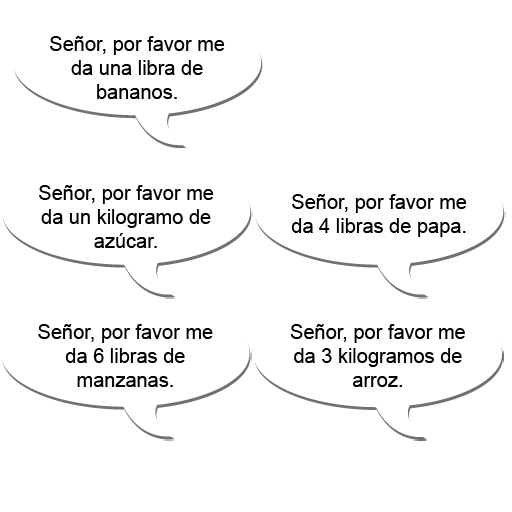 Señor, por favor me
da una libra de
bananos.
Señor, por favor me
da un kilogramo de
azúcar.
Señor, por favor me
da 4 libras de papa.
Señor, por favor me
da 6 libras de
manzanas.
Señor, por favor me
da 3 kilogramos de
arroz.